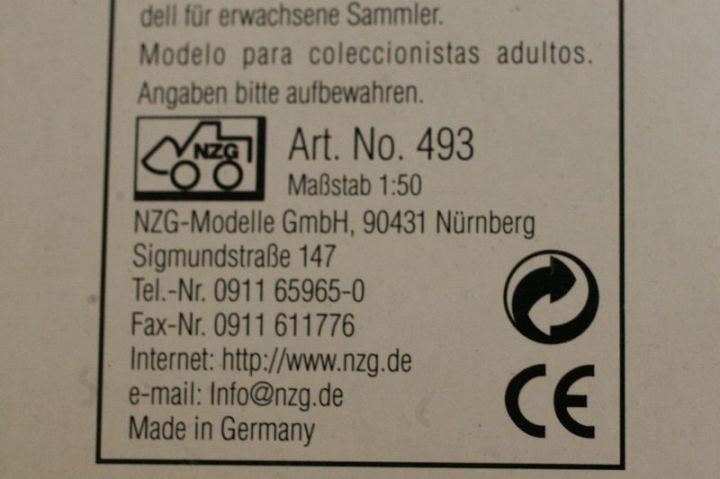 dell für erwachsene Sammler.
Modelo para coleccionistas adultos.
Angaben bitte aufbewahren.
NZG
Art. No. 493
Maßstab 1:50
NZG-Modelle GmbH, 90431 Nürnberg
Sigmundstraße 147
Tel.-Nr. 0911 65965-0
Fax-Nr. 0911 611776
Internet: http://www.nzg.de
e-mail: Info@nzg.de
Made in Germany
CE